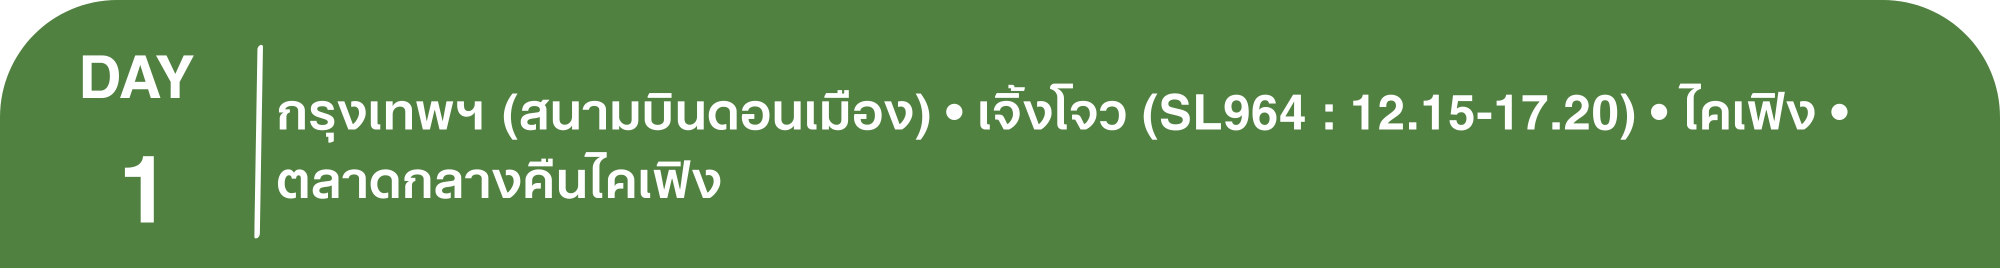 DAY
1
กรุงเทพฯ (สนามบินดอนเมือง) • เจิ้งโจว (SL964 : 12.15-17.20) • ไคเฟิง •
ตลาดกลางคืนไคเฟิง